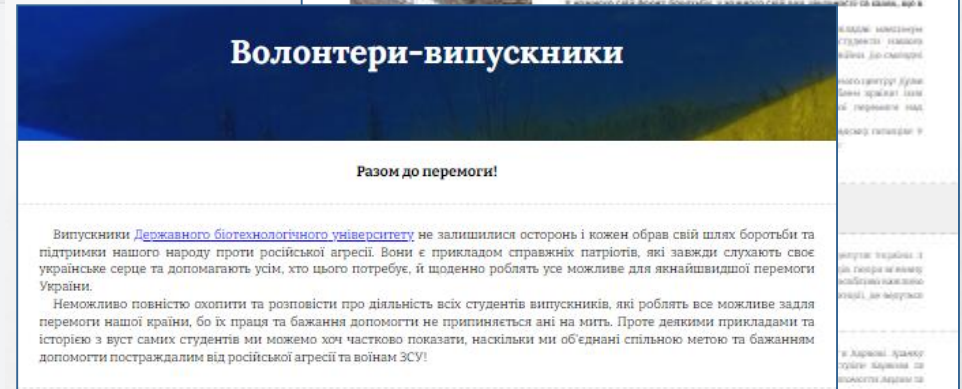 Волонтери-випускники
Разом до перемоги!
Випускники Державного біотехнологічного університету не залишилися осторонь і кожен обрав свій шлях боротьби та
підтримки нашого народу проти російської агресії. Вони є прикладом справжніх патріотів, які завжди слухають своє
українське серце та допомагають усім, хто цього потребує, й щоденно роблять усе можливе для якнайшвидшої перемоги
України.
Неможливо повністю охопити та розповісти про діяльність всіх студентів випускників, які роблять все можливе задля
перемоги нашої країни, бо їх праця та бажання допомогти не припиняється ані на мить. Проте деякими прикладами та
історією з вуст самих студентів ми можемо хоч частково показати, наскільки ми об'єднані спільною метою та бажанням
допомогти постраждалим від російської агресії та воїнам ЗСУ!